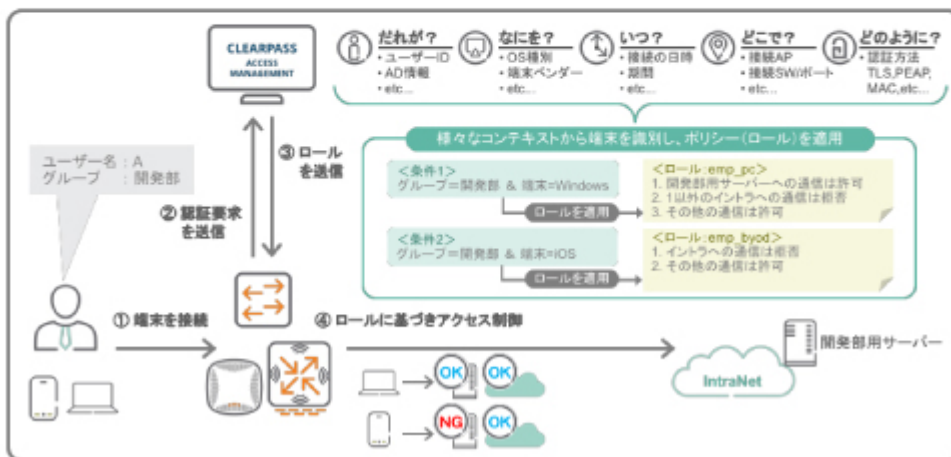 CLEARPASS
ACCESS
MANAGEMENT
だれが？
・ユーザーID
・AD情報
・etc...
なにを？
・OS種別
・端末ベンダー
・etc...
いつ？
・接続の日時
・期間
・etc...
どこで？
・接続AP
・接続SW/ポート
・etc...
どのように？
・認証方法
TLS,PEAP,
MAC,etc...
様々なコンテキストから端末を識別し、ポリシー（ロール）を適用
＜条件1＞
グループ＝開発部 & 端末=Windows
ロールを適用
＜ロール:emp_pc＞
1. 開発部用サーバーへの通信は許可
2. 1以外のイントラへの通信は拒否
3. その他の通信は許可
＜条件2＞
グループ＝開発部 & 端末=iOS
ロールを適用
＜ロール:emp_byod＞
1. イントラへの通信は拒否
2. その他の通信は許可
ユーザー名 : A
グループ : 開発部
② 認証要求
を送信
③ ロール
を送信
① 端末を接続
④ ロールに基づきアクセス制御
OK
OK
NG
OK
IntraNet
開発部用サーバー